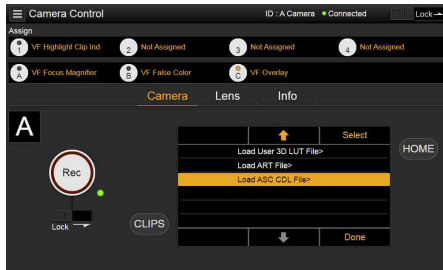 Camera Control
ID : A Camera
Connected
Lock
Assign
1 VF Highlight Clip Ind
2 Not Assigned
3 Not Assigned
4 Not Assigned
A VF Focus Magnifier
B VF False Color
C VF Overlay
Camera Lens Info
A
Select
Load User 3D LUT File>
HOME
Load ART File>
Rec
Load ASC CDL File>
CLIPS
Lock
Done